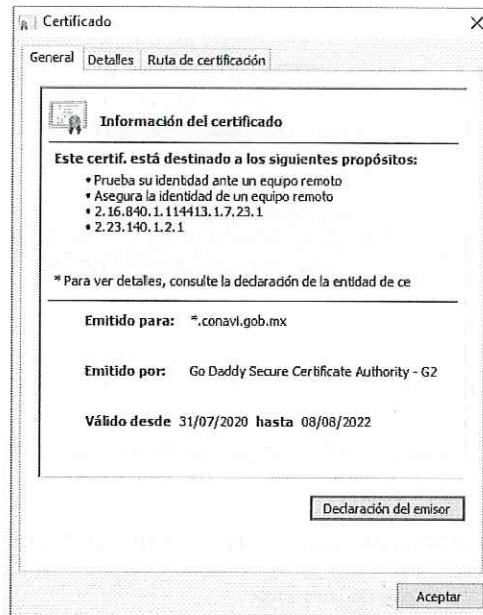 Certificado
General Detalles Ruta de certificación
Información del certificado
Este certif. está destinado a los siguientes propósitos:
• Prueba su identidad ante un equipo remoto
• Asegura la identidad de un equipo remoto
• 2.16.840.1.114413.1.7.23.1
• 2.23.140.1.2.1
* Para ver detalles, consulte la declaración de la entidad de ce
Emitido para: *.conavi.gob.mx
Emitido por: Go Daddy Secure Certificate Authority - G2
Válido desde 31/07/2020 hasta 08/08/2022
Declaración del emisor
Aceptar